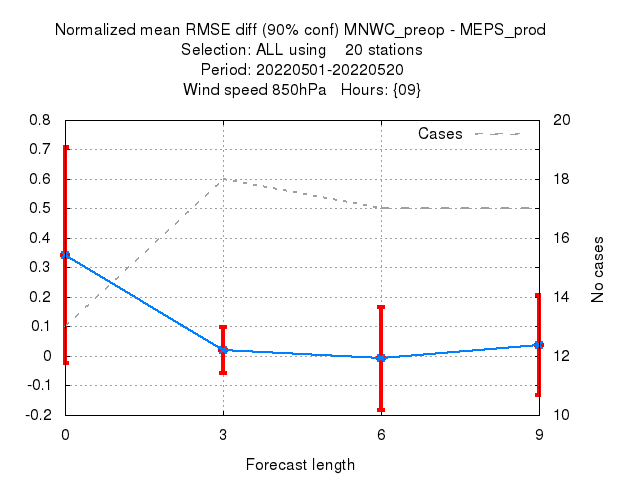 Normalized mean RMSE diff (90% conf) MNWC_preop - MEPS_prod
Selection: ALL using 20 stations
Period: 20220501-20220520
Wind speed 850hPa Hours: {09}
Cases
0.8
0.7
0.6
0.5
0.4
0.3
0.2
0.1
0
-0.1
-0.2
20
18
16
14
12
10
No cases
0 3 6 9
Forecast length